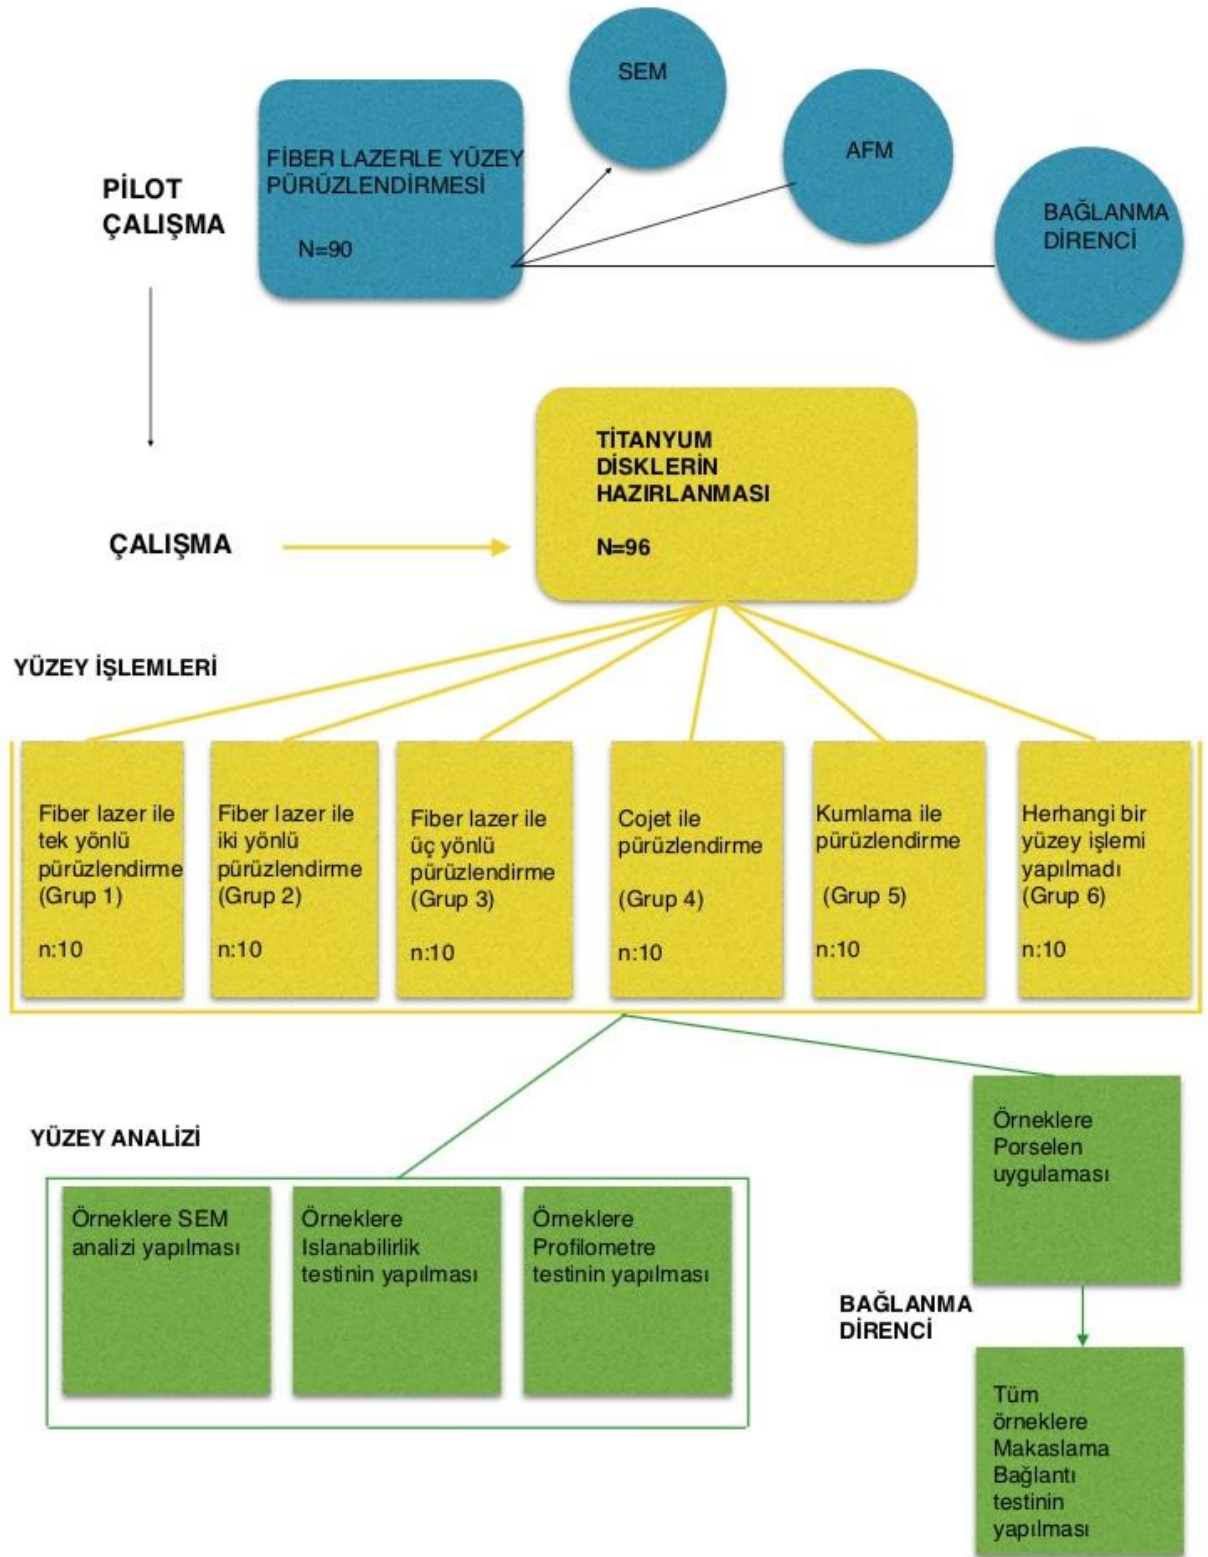 SEM
AFM
BAĞLANMA
DİRENCİ
FİBER LAZERLE YÜZEY
PÜRÜZLENDİRMESİ
N=90
PİLOT
ÇALIŞMA
TİTANYUM
DİSKLERİN
HAZIRLANMASI
N=96
ÇALIŞMA
YÜZEY İŞLEMLERİ
Fiber lazer ile
tek yönlü
pürüzlendirme
(Grup 1)
n:10
Fiber lazer ile
iki yönlü
pürüzlendirme
(Grup 2)
n:10
Fiber lazer ile
üç yönlü
pürüzlendirme
(Grup 3)
n:10
Cojet ile
pürüzlendirme
(Grup 4)
n:10
Kumlama ile
pürüzlendirme
(Grup 5)
n:10
Herhangi bir
yüzey işlemi
yapılmadı
(Grup 6)
n:10
YÜZEY ANALİZİ
Örneklere SEM
analizi yapılması
Örneklere
Islanabilirlik
testinin yapılması
Örneklere
Profilometre
testinin yapılması
Örneklere
Porselen
uygulaması
BAĞLANMA
DİRENCİ
Tüm
örneklere
Makaslama
Bağlantı
testinin
yapılması